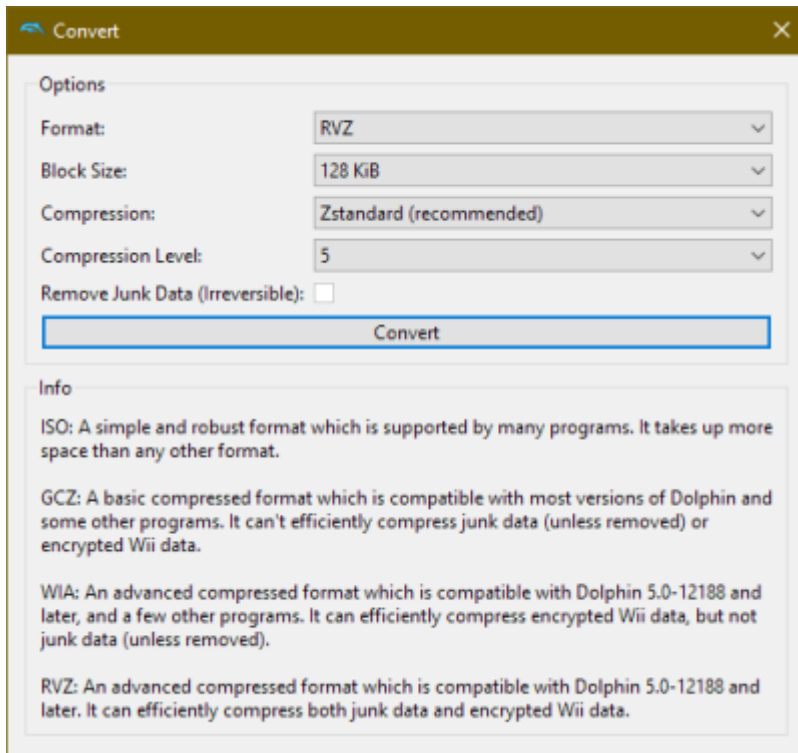 Convert
Options
Format:
RVZ
Block Size:
128 KiB
Compression:
Zstandard (recommended)
Compression Level:
5
Remove Junk Data (Irreversible):
Convert
Info
ISO: A simple and robust format which is supported by many programs. It takes up more
space than any other format.
GCZ: A basic compressed format which is compatible with most versions of Dolphin and
some other programs. It can't efficiently compress junk data (unless removed) or
encrypted Wii data.
WIA: An advanced compressed format which is compatible with Dolphin 5.0-12188 and
later, and a few other programs. It can efficiently compress encrypted Wii data, but not
junk data (unless removed).
RVZ: An advanced compressed format which is compatible with Dolphin 5.0-12188 and
later. It can efficiently compress both junk data and encrypted Wii data.